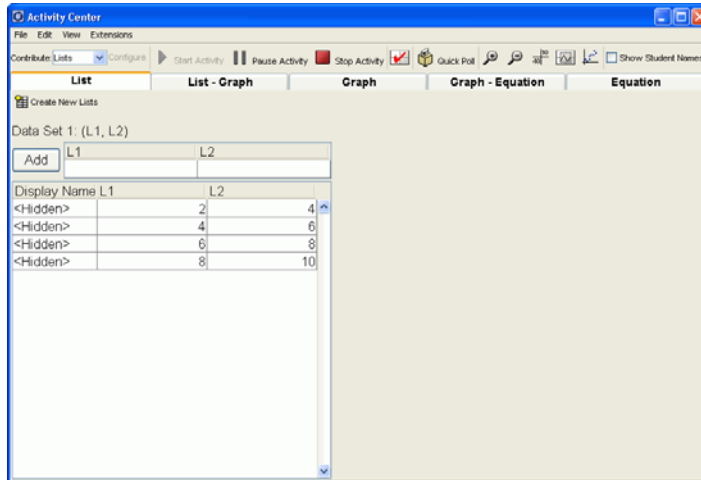 Activity Center
File Edit View Extensions
Contribute: Lists Configure Start Activity Pause Activity Stop Activity Quick Poll Show Student Names
List List - Graph Graph Graph - Equation Equation
Create New Lists
Data Set 1: (L1, L2)
Add L1 L2
Display Name L1 L2
<Hidden> 2 4
<Hidden> 4 6
<Hidden> 6 8
<Hidden> 8 10